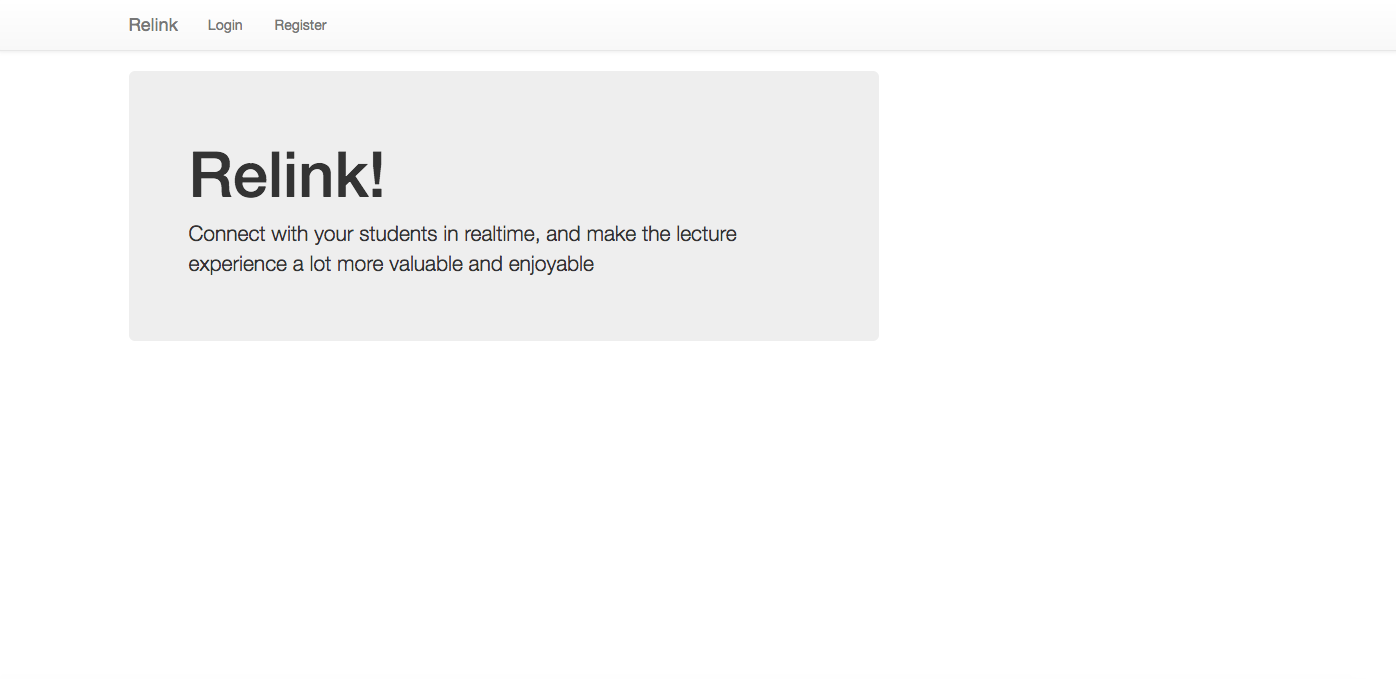 Relink Login Register
Relink!
Connect with your students in realtime, and make the lecture
experience a lot more valuable and enjoyable